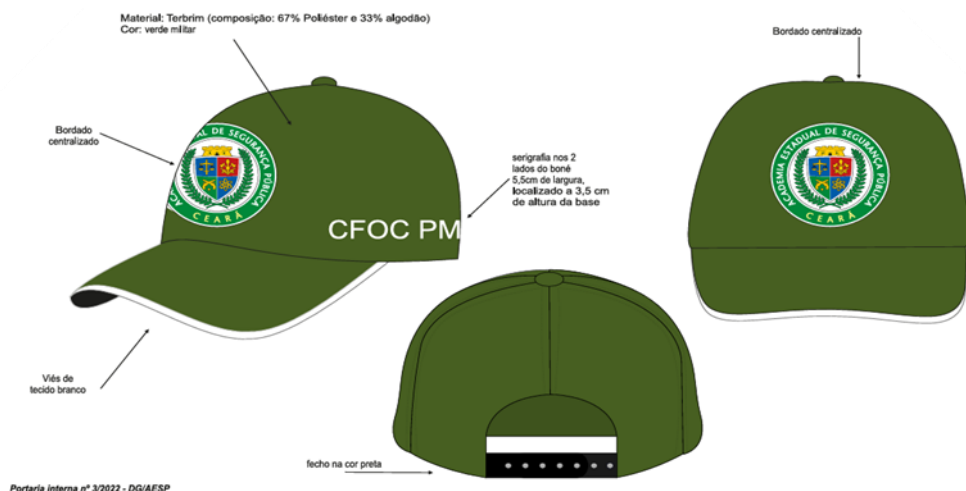 Material: Terbrim (composição: 67% Poliéster e 33% algodão)
Cor: verde militar
Bordado centralizado
Bordado
centralizado
ACADEMIA ESTADUAL DE SEGURANÇA PÚBLICA
CEARÁ
AC
AL DE SEGURANÇA PÚBLICA
CEARÁ
serigrafia nos 2
lados do boné
5,5cm de largura,
localizado a 3,5 cm
de altura da base
CFOC PM
Viés de
tecido branco
fecho na cor preta
Portaria interna nº 3/2022 - DG/AESP